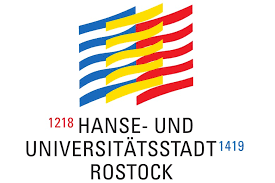 1218 HANSE- UND
UNIVERSITÄTSSTADT 1419
ROSTOCK